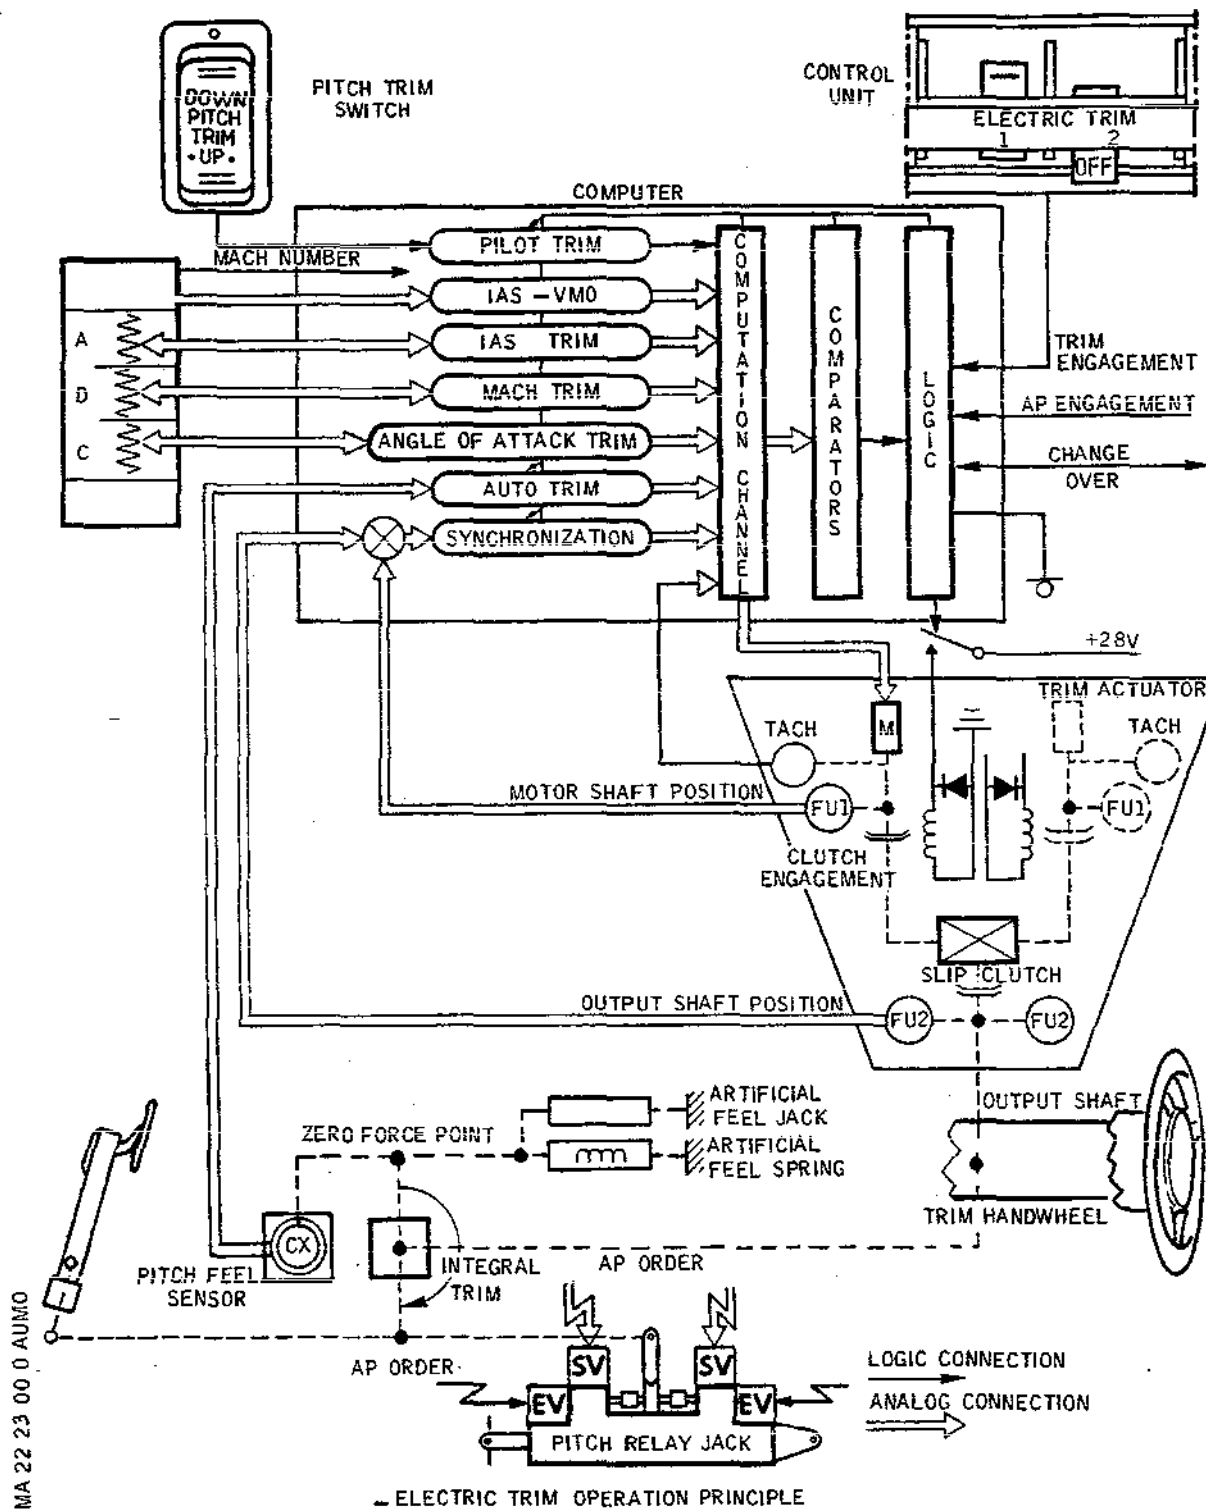 DOWN
PITCH
TRIM
• UP •
PITCH TRIM
SWITCH
CONTROL
UNIT
ELECTRIC TRIM
1 2
OFF
COMPUTER
MACH NUMBER
PILOT TRIM
IAS - VMO
IAS TRIM
MACH TRIM
ANGLE OF ATTACK TRIM
AUTO TRIM
SYNCHRONIZATION
A
D
C
COMPUTATION CHANNEL
COMPARATORS
LOGIC
TRIM
ENGAGEMENT
AP ENGAGEMENT
CHANGE
OVER
+28V
TRIM ACTUATOR
TACH
M
TACH
MOTOR SHAFT POSITION
FU1
FU1
CLUTCH
ENGAGEMENT
SLIP CLUTCH
OUTPUT SHAFT POSITION
FU2
FU2
OUTPUT SHAFT
TRIM HANDWHEEL
ARTIFICIAL
FEEL JACK
ZERO FORCE POINT
ARTIFICIAL
FEEL SPRING
CX
PITCH FEEL
SENSOR
INTEGRAL
TRIM
AP ORDER
AP ORDER
SV
SV
EV
EV
PITCH RELAY JACK
LOGIC CONNECTION
ANALOG CONNECTION
MA 22 23 00 0 AUMO
ELECTRIC TRIM OPERATION PRINCIPLE